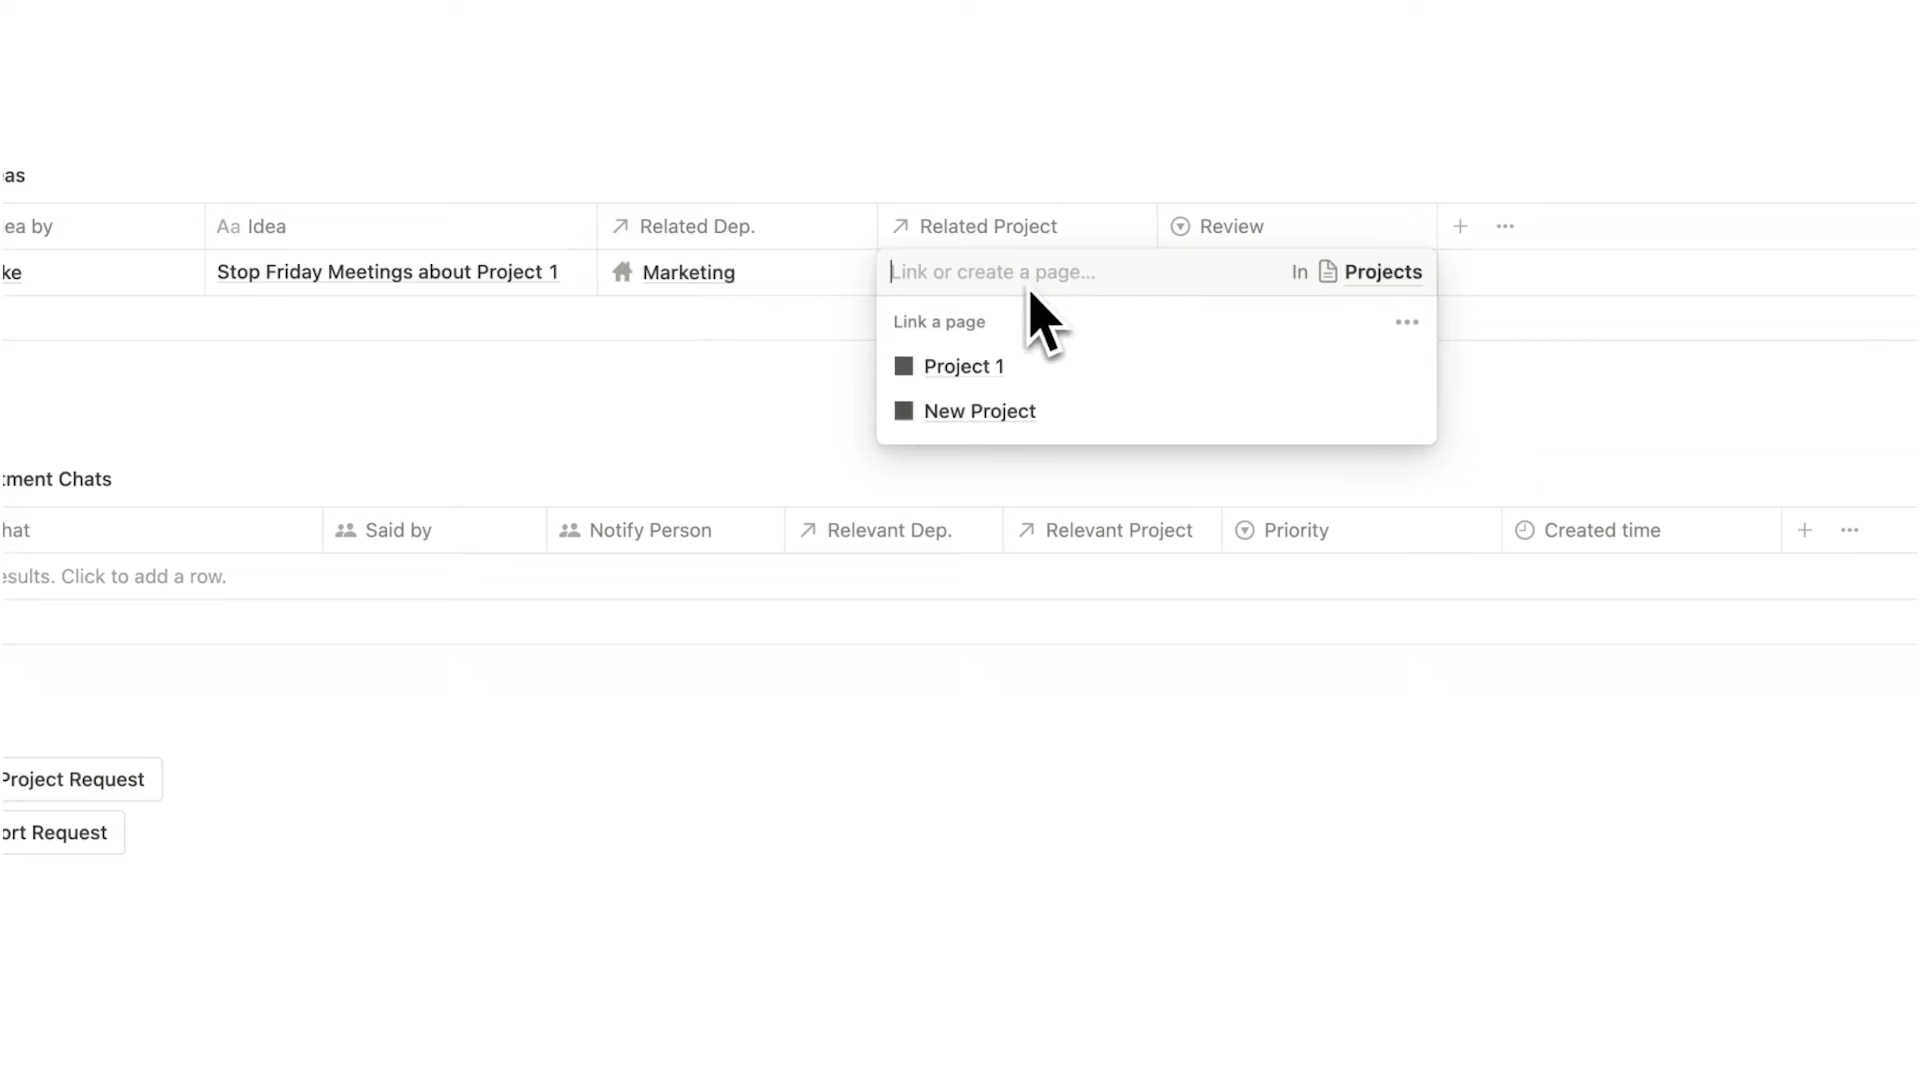 eas
ea by Aa Idea Related Dep. Related Project Review
ke Stop Friday Meetings about Project 1 Marketing Link or create a page... In Projects
Link a page
Project 1
New Project
tment Chats
hat Said by Notify Person Relevant Dep. Relevant Project Priority Created time
esults. Click to add a row.
Project Request
ort Request